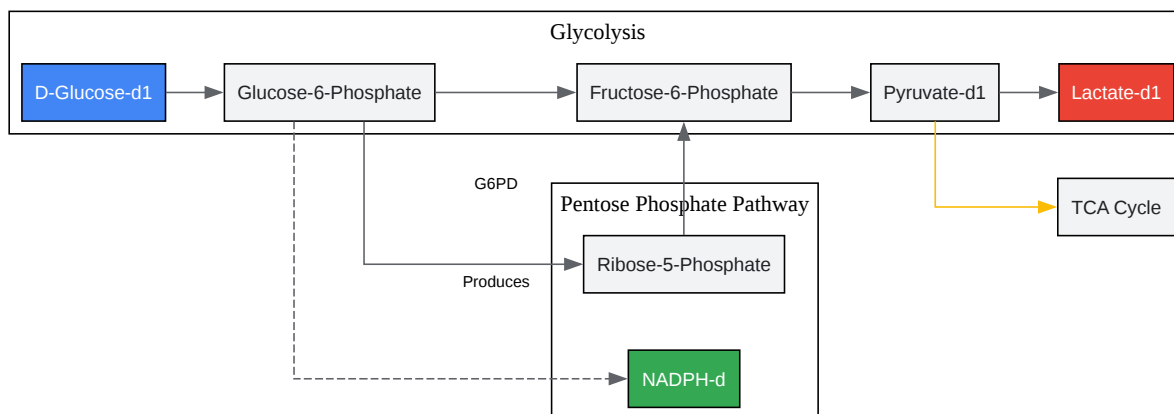 Glycolysis
D-Glucose-d1
Glucose-6-Phosphate
Fructose-6-Phosphate
Pyruvate-d1
Lactate-d1
G6PD
Pentose Phosphate Pathway
TCA Cycle
Ribose-5-Phosphate
Produces
NADPH-d